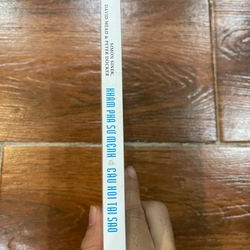 SIMON SINEK,
DAVID MEAD & PETER DOCKER
KHÁM PHÁ SỨ MỆNH
CÂU HỎI TẠI SAO